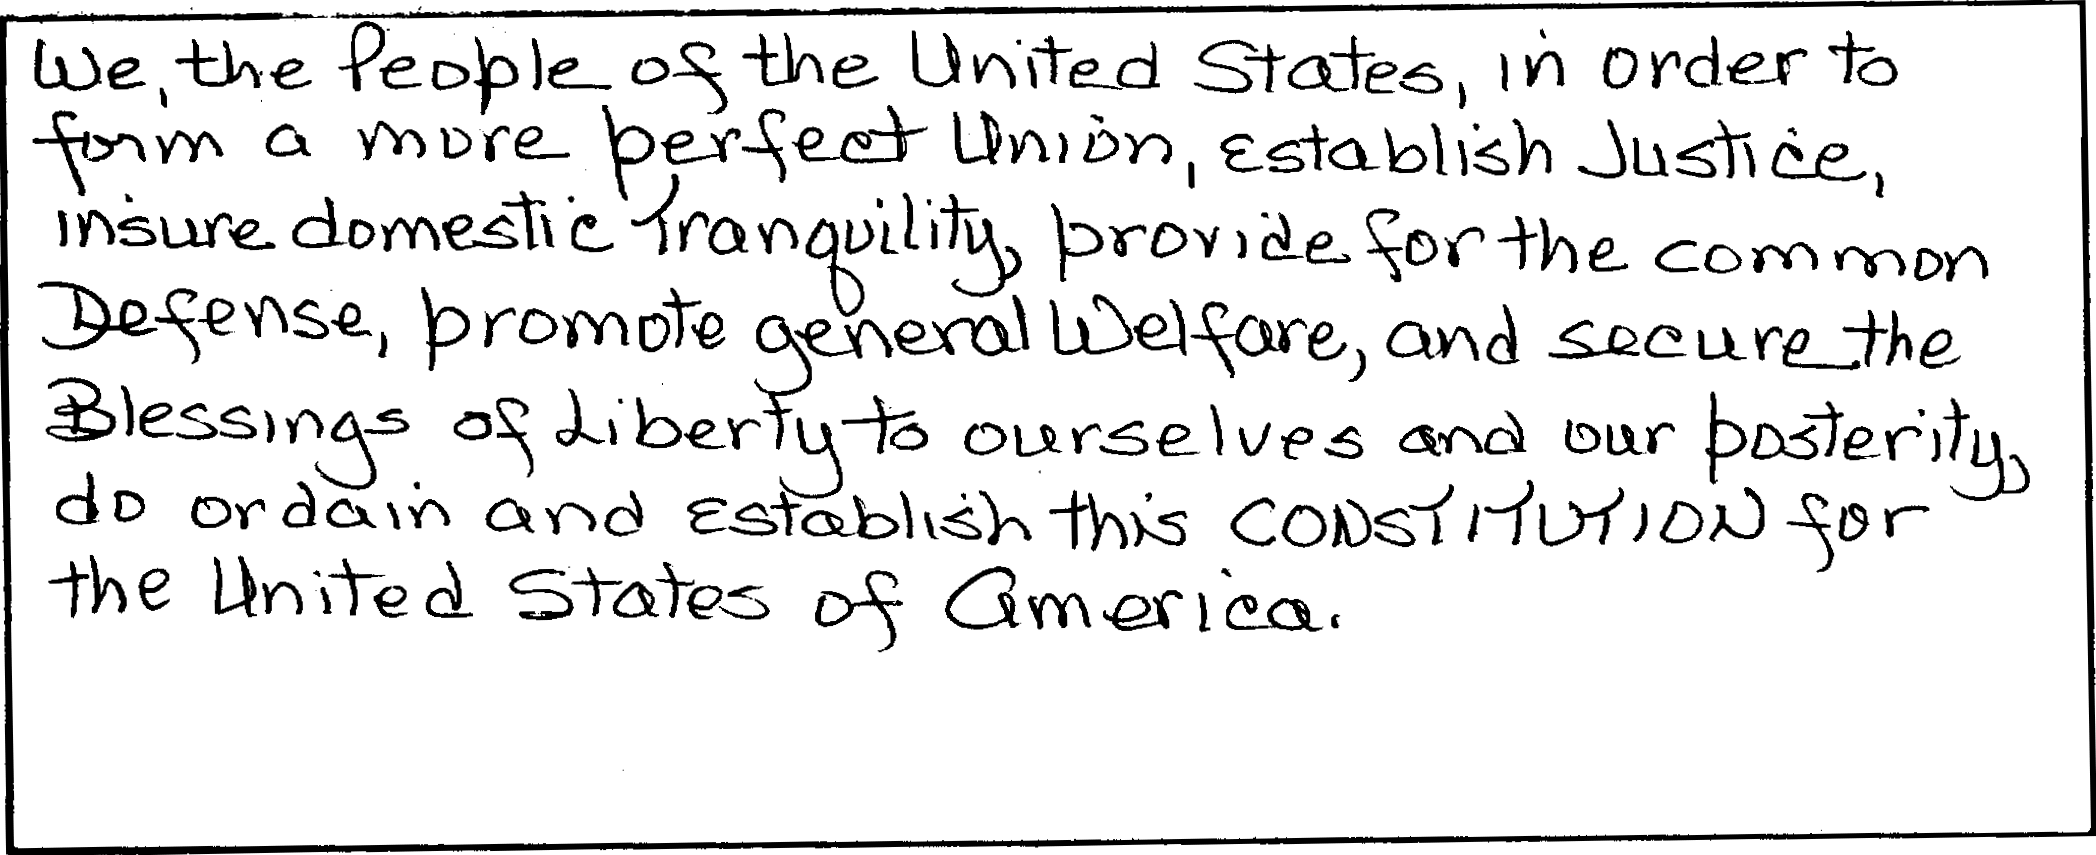 We, the People of the United States, in order to
form a more perfect Union, establish Justice,
insure domestic Tranquility, provide for the common
Defense, promote general Welfare, and secure the
Blessings of Liberty to ourselves and our posterity,
do ordain and establish this CONSTITUTION for
the United States of America.